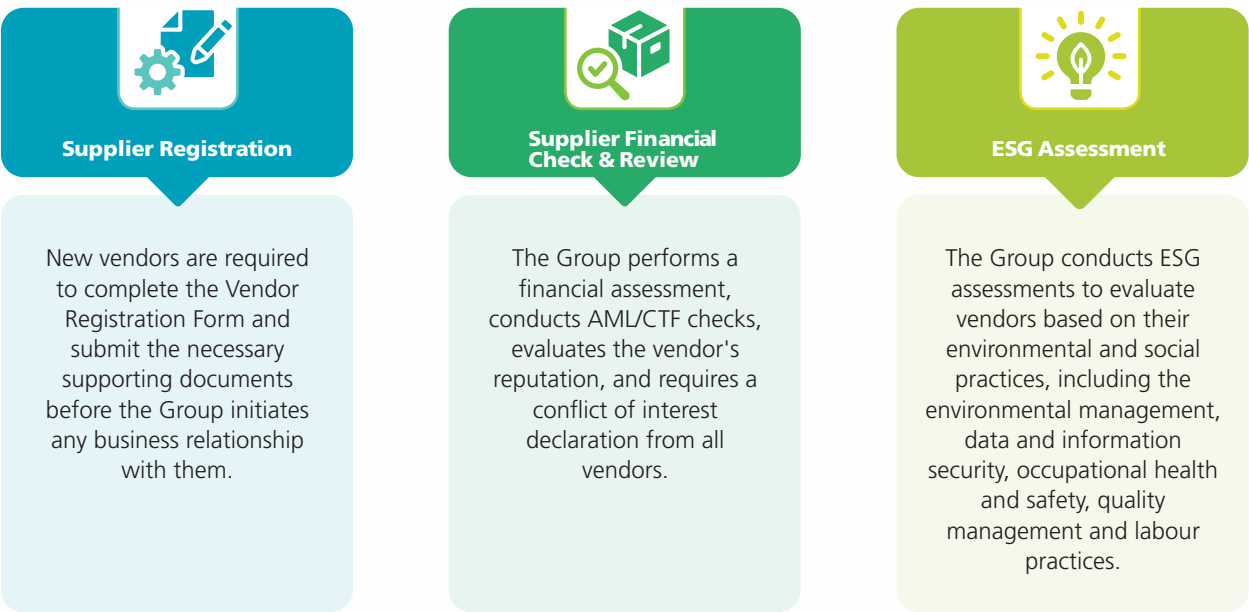 Supplier Registration
New vendors are required
to complete the Vendor
Registration Form and
submit the necessary
supporting documents
before the Group initiates
any business relationship
with them.
Supplier Financial
Check & Review
The Group performs a
financial assessment,
conducts AML/CTF checks,
evaluates the vendor's
reputation, and requires a
conflict of interest
declaration from all
vendors.
ESG Assessment
The Group conducts ESG
assessments to evaluate
vendors based on their
environmental and social
practices, including the
environmental management,
data and information
security, occupational health
and safety, quality
management and labour
practices.